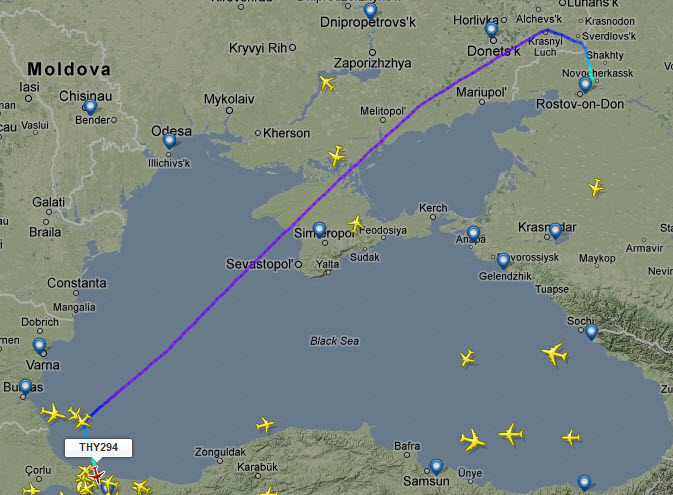 Kirovohrad
Dnipropetrovs'k
Horlivka
Alchevs'k
Luhans'k
Krasnodon
Sverdlovs'k
Krasnyi
Luch
Donets'k
Shakhty
Novocherkassk
Rostov-on-Don
Kryvyi Rih
Zaporizhzhya
Moldova
Iasi
Chisinau
Bender
Vaslui
Mykolaiv
Melitopol'
Mariupol'
Kherson
Odesa
Illichivs'k
Galati
Braila
Kerch
Simferopol'
Feodosiya
Sudak
Sevastopol'
Yalta
Anapa
Krasnodar
Novorossiysk
Gelendzhik
Maykop
Armavir
Tuapse
Constanta
Mangalia
Dobrich
Varna
Burgas
Sochi
Black Sea
THY294
Çorlu
Zonguldak
Karabük
Bafra
Samsun
Ünye